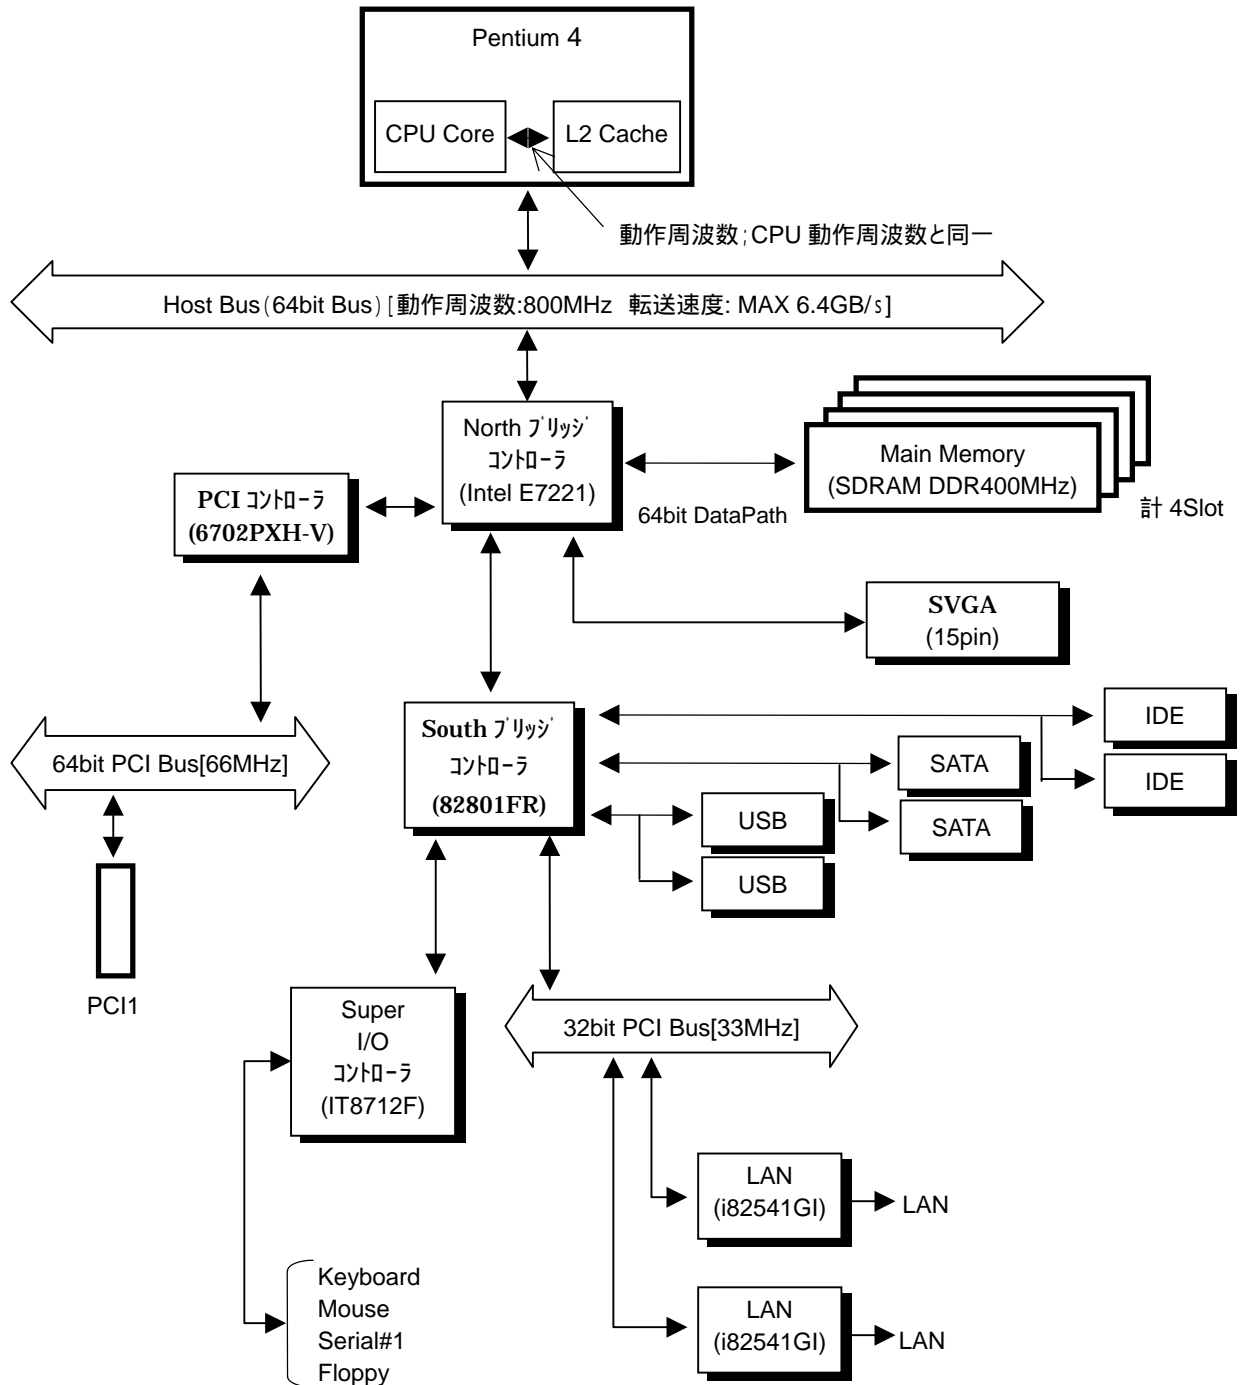 Pentium 4
CPU Core
L2 Cache
動作周波数;CPU 動作周波数と同一
Host Bus(64bit Bus) [動作周波数:800MHz 転送速度: MAX 6.4GB/s]
North ﾌﾞﾘｯｼﾞ
ｺﾝﾄﾛｰﾗ
(Intel E7221)
Main Memory
(SDRAM DDR400MHz)
計 4Slot
64bit DataPath
PCI ｺﾝﾄﾛｰﾗ
(6702PXH-V)
SVGA
(15pin)
South ﾌﾞﾘｯｼﾞ
ｺﾝﾄﾛｰﾗ
(82801FR)
IDE
IDE
SATA
SATA
USB
USB
64bit PCI Bus[66MHz]
PCI1
Super
I/O
ｺﾝﾄﾛｰﾗ
(IT8712F)
32bit PCI Bus[33MHz]
LAN
(i82541GI)
LAN
LAN
(i82541GI)
LAN
Keyboard
Mouse
Serial#1
Floppy